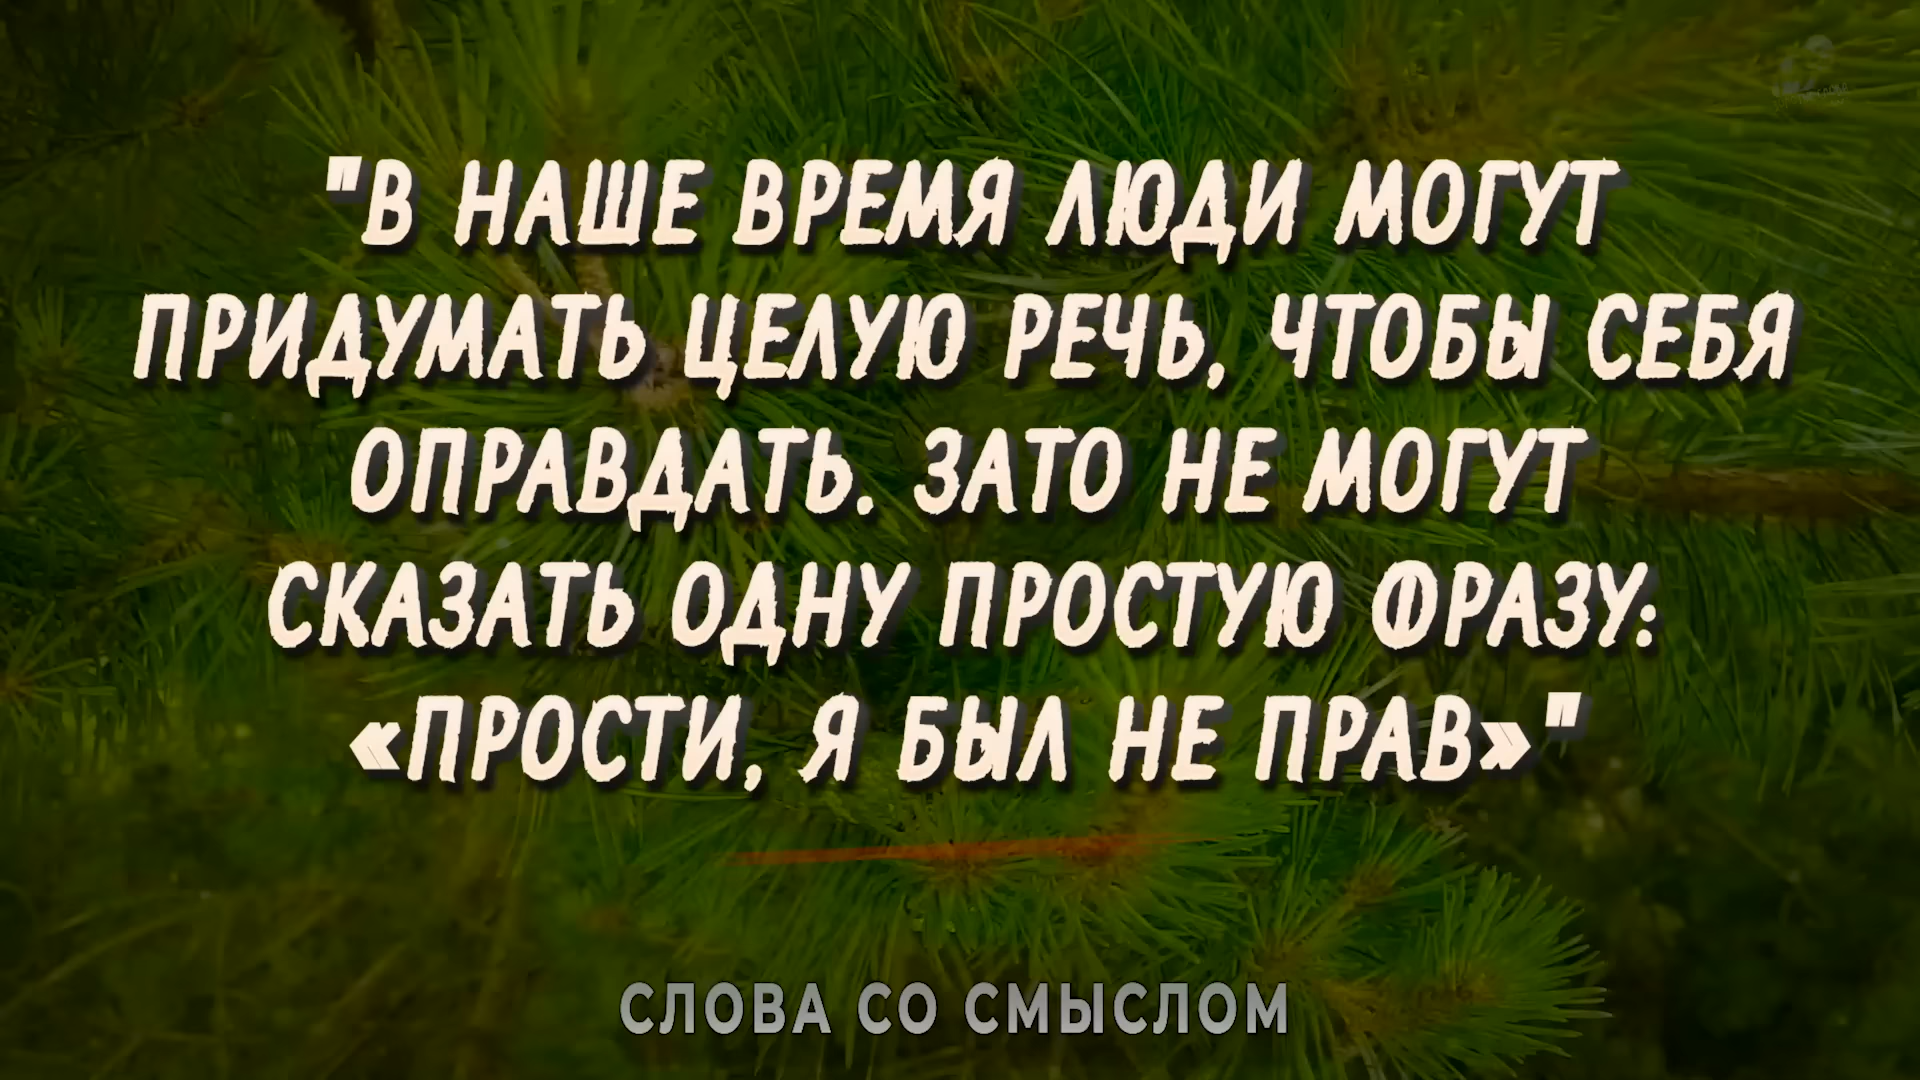 "В НАШЕ ВРЕМЯ ЛЮДИ МОГУТ
ПРИДУМАТЬ ЦЕЛУЮ РЕЧЬ, ЧТОБЫ СЕБЯ
ОПРАВДАТЬ. ЗАТО НЕ МОГУТ
СКАЗАТЬ ОДНУ ПРОСТУЮ ФРАЗУ:
«ПРОСТИ, Я БЫЛ НЕ ПРАВ»"
СЛОВА СО СМЫСЛОМ